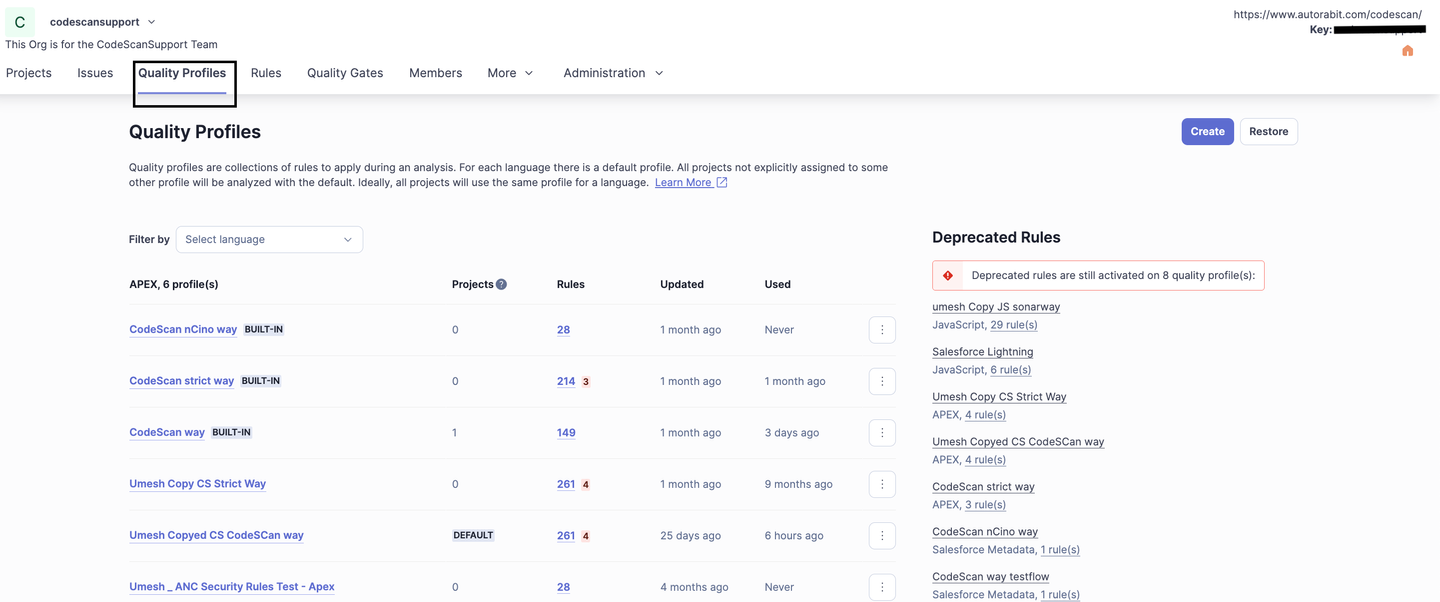 C codescansupport
https://www.autorabit.com/codescan/
Key:
This Org is for the CodeScanSupport Team
Projects Issues Quality Profiles Rules Quality Gates Members More Administration
Quality Profiles
Create Restore
Quality profiles are collections of rules to apply during an analysis. For each language there is a default profile. All projects not explicitly assigned to some
other profile will be analyzed with the default. Ideally, all projects will use the same profile for a language. Learn More
Filter by Select language
APEX, 6 profile(s) Projects ? Rules Updated Used
CodeScan nCino way BUILT-IN 0 28 1 month ago Never
CodeScan strict way BUILT-IN 0 214 3 1 month ago 1 month ago
CodeScan way BUILT-IN 1 149 1 month ago 3 days ago
Umesh Copy CS Strict Way 0 261 4 1 month ago 9 months ago
Umesh Copyed CS CodeSCan way DEFAULT 261 4 25 days ago 6 hours ago
Umesh _ ANC Security Rules Test - Apex 0 28 4 months ago Never
Deprecated Rules
Deprecated rules are still activated on 8 quality profile(s):
umesh Copy JS sonarway
JavaScript, 29 rule(s)
Salesforce Lightning
JavaScript, 6 rule(s)
Umesh Copy CS Strict Way
APEX, 4 rule(s)
Umesh Copyed CS CodeSCan way
APEX, 4 rule(s)
CodeScan strict way
APEX, 3 rule(s)
CodeScan nCino way
Salesforce Metadata, 1 rule(s)
CodeScan way testflow
Salesforce Metadata, 1 rule(s)